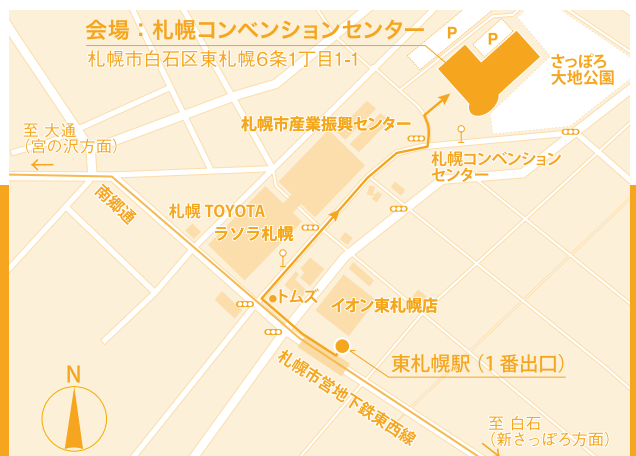 会場：札幌コンベンションセンター
札幌市白石区東札幌6条1丁目1-1
P
P
さっぽろ
大地公園
札幌市産業振興センター
至 大通
（宮の沢方面）
札幌コンベンション
センター
南郷通
札幌 TOYOTA
ラソラ札幌
トムズ
イオン東札幌店
東札幌駅（1番出口）
札幌市営地下鉄東西線
N
至 白石
（新さっぽろ方面）